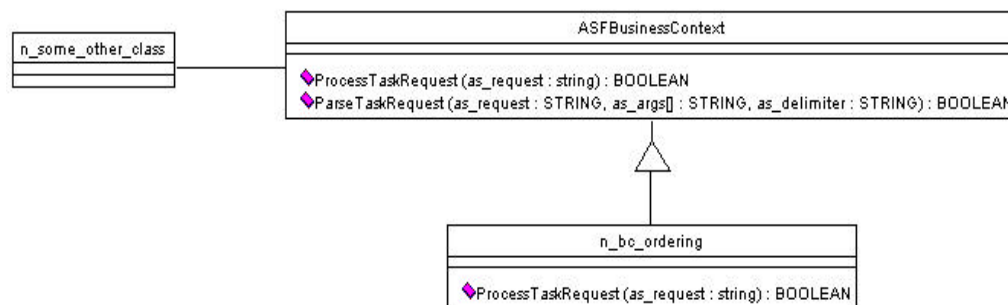 ASFBusinessContext
n_some_other_class
ProcessTaskRequest(as_request : string) : BOOLEAN
ParseTaskRequest(as_request : STRING, as_args[] : STRING, as_delimiter : STRING) : BOOLEAN
n_bc_ordering
ProcessTaskRequest(as_request : string) : BOOLEAN